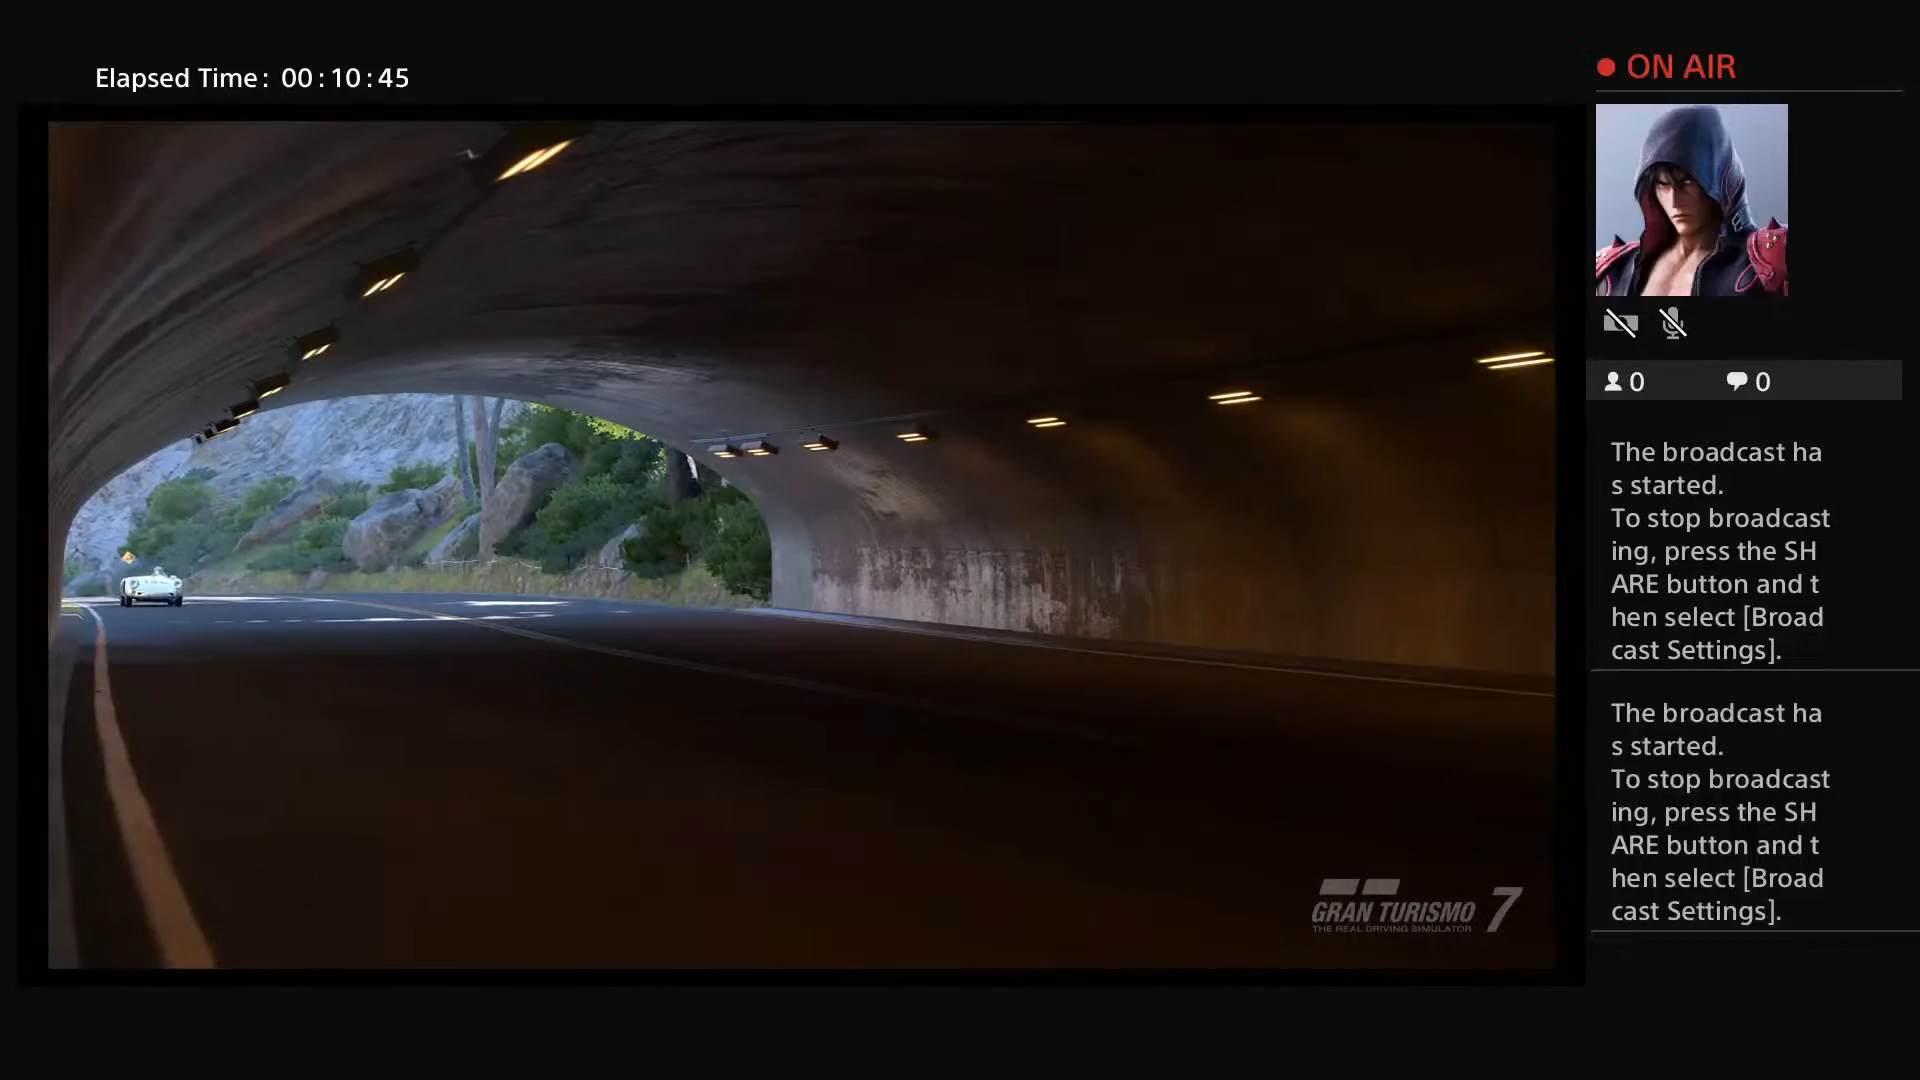 Elapsed Time: 00:10:45
ON AIR
0 0
The broadcast ha
s started.
To stop broadcast
ing, press the SH
ARE button and t
hen select [Broad
cast Settings].
The broadcast ha
s started.
To stop broadcast
ing, press the SH
ARE button and t
hen select [Broad
cast Settings].
GRAN TURISMO 7
THE REAL DRIVING SIMULATOR